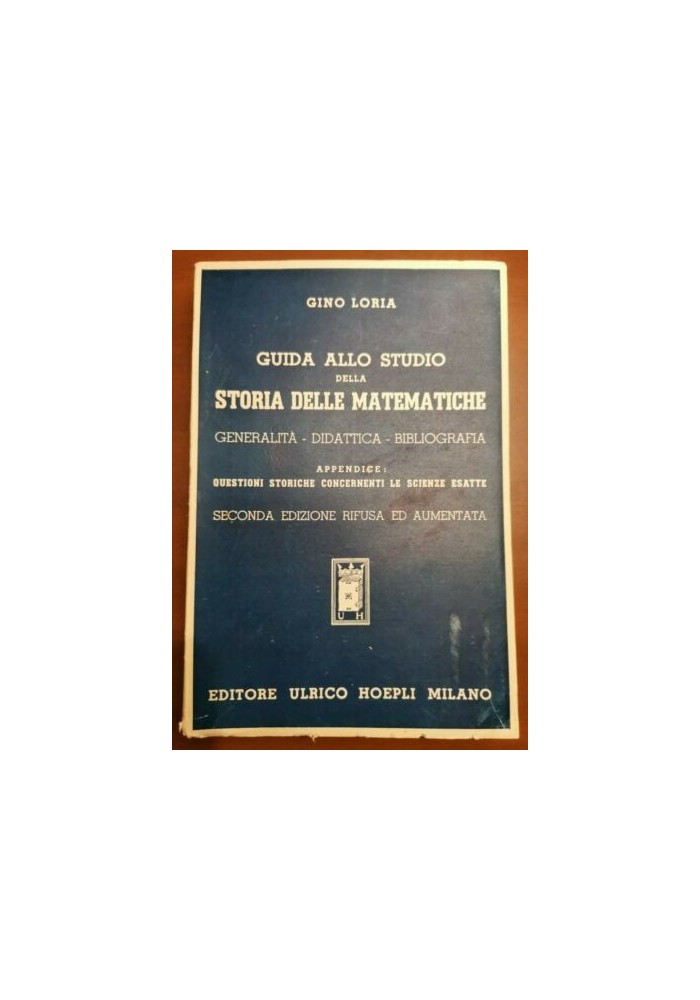 GINO LORIA
GUIDA ALLO STUDIO
DELLA
STORIA DELLE MATEMATICHE
GENERALITÀ - DIDATTICA - BIBLIOGRAFIA
APPENDICE:
QUESTIONI STORICHE CONCERNENTI LE SCIENZE ESATTE
SECONDA EDIZIONE RIFUSA ED AUMENTATA
U H
EDITORE ULRICO HOEPLI MILANO